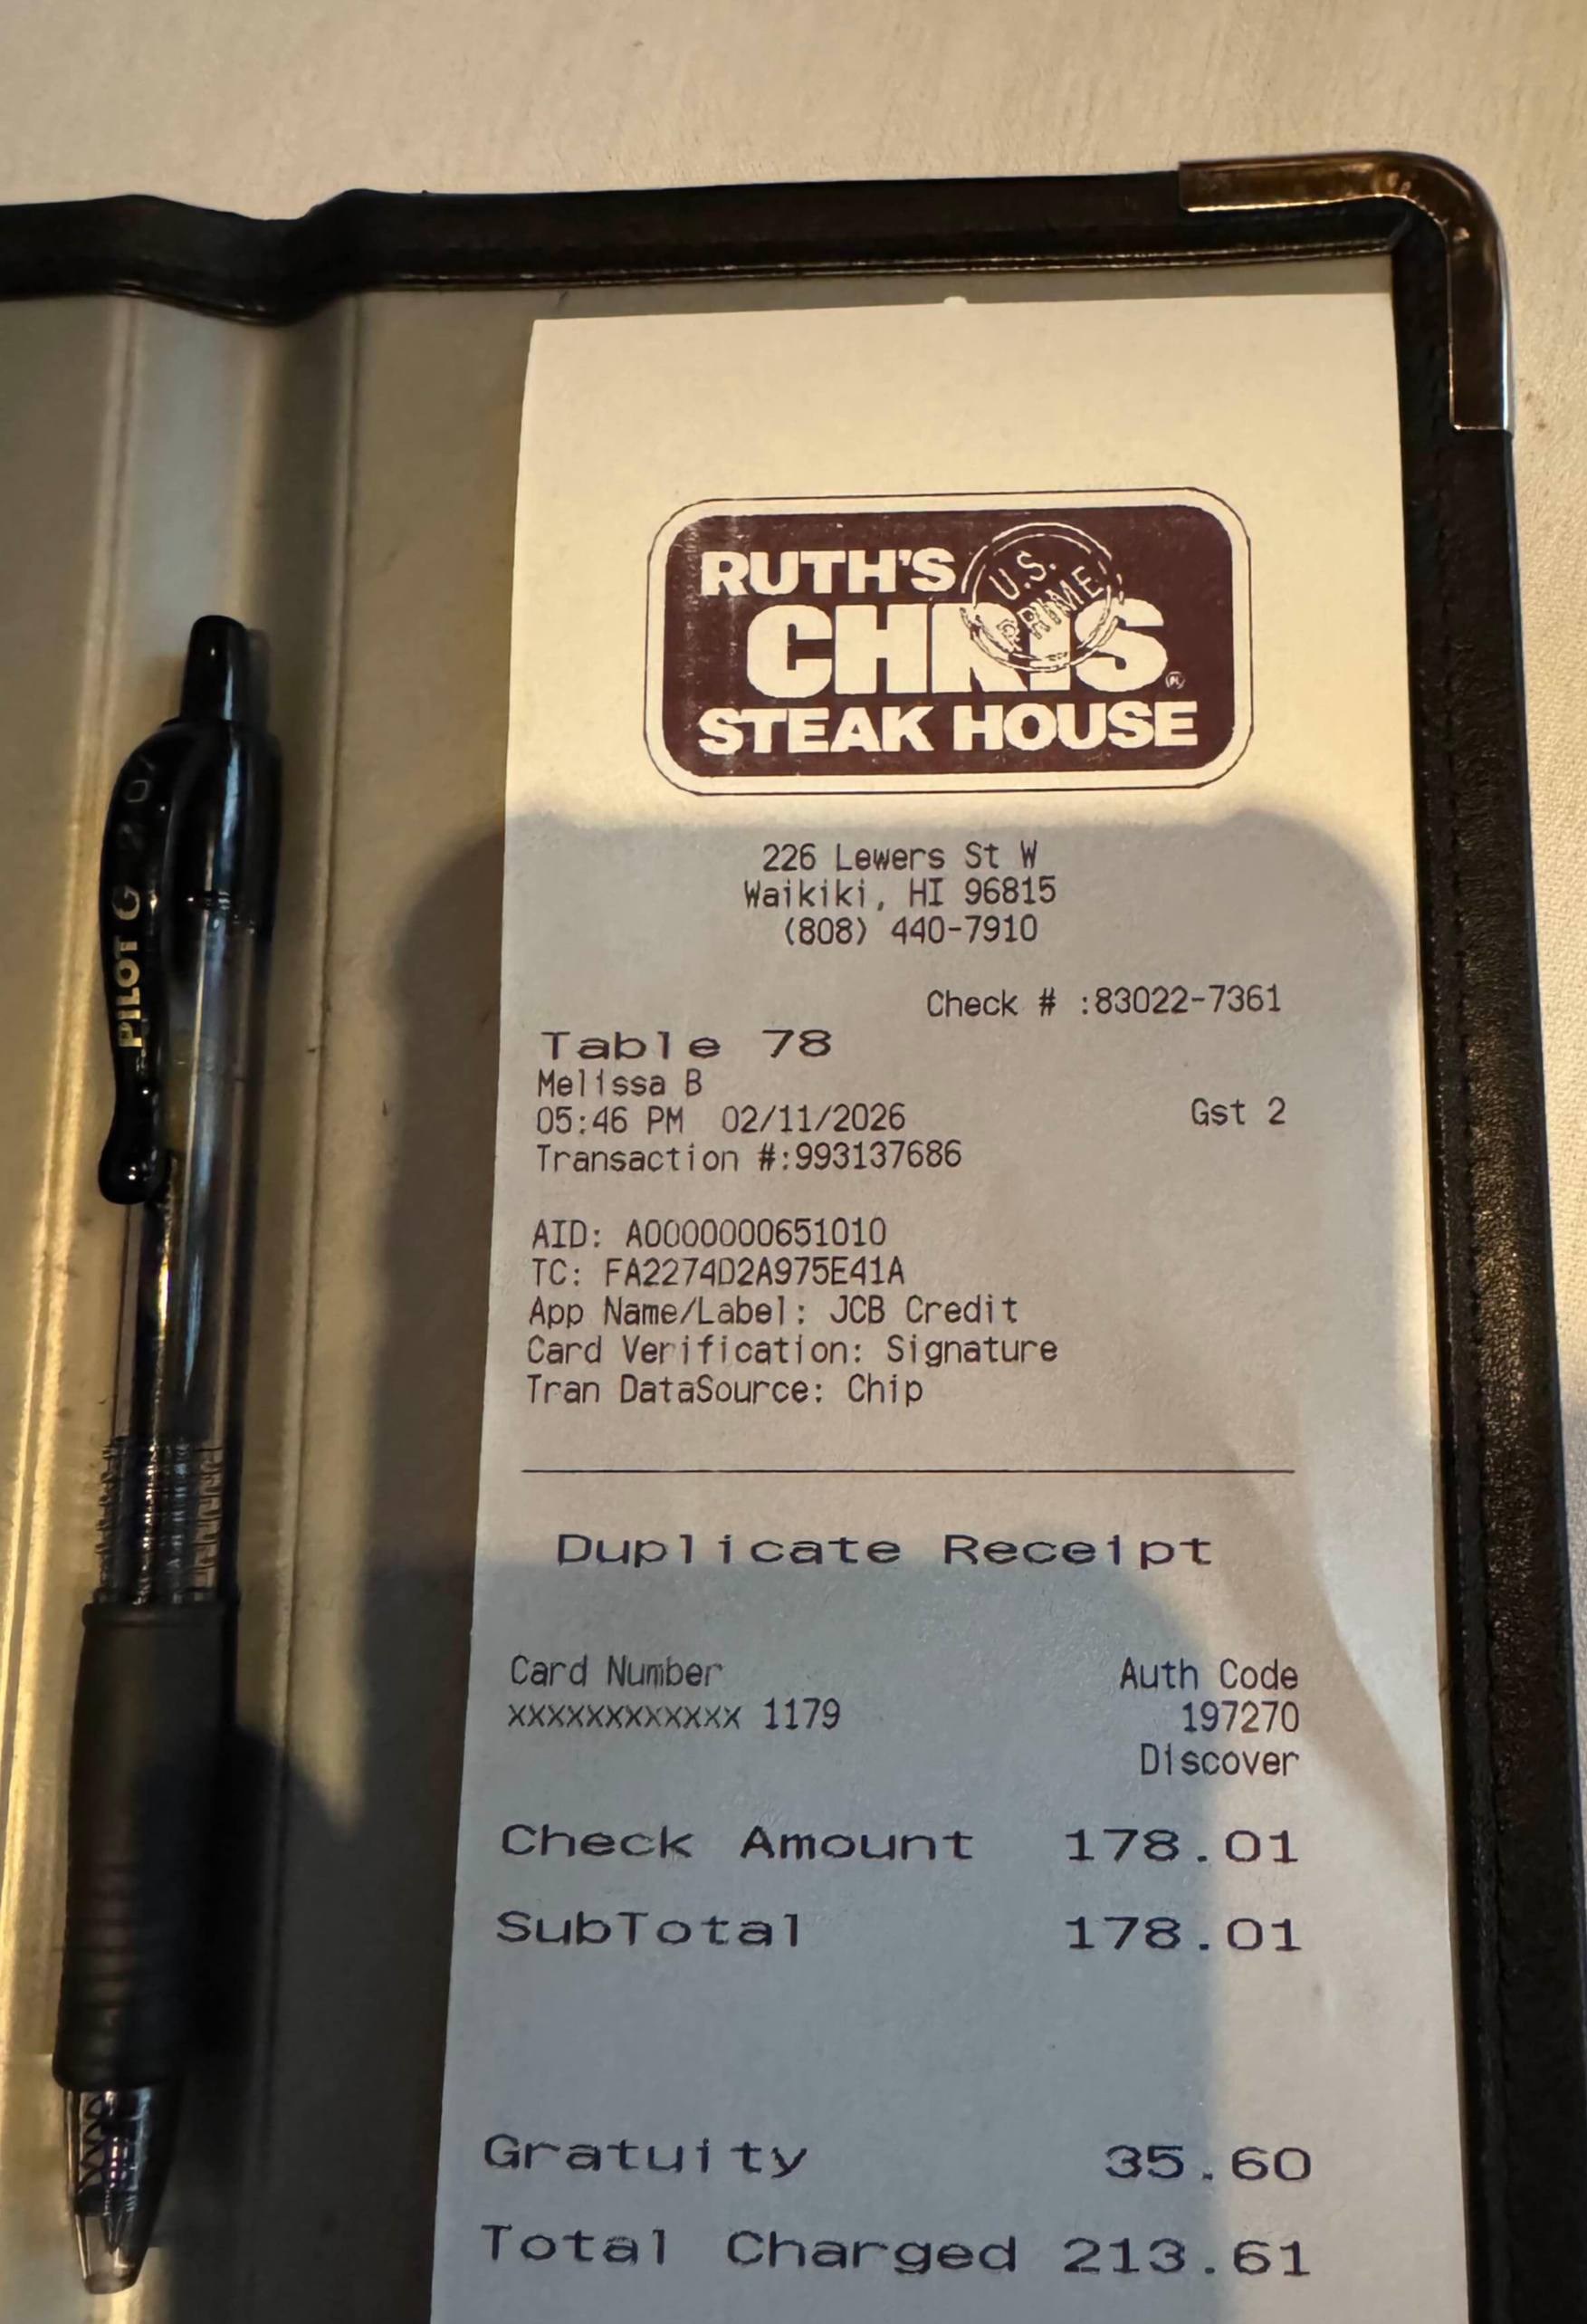 RUTH'S
CHRIS
STEAK HOUSE
U.S.
PRIME
226 Lewers St W
Waikiki, HI 96815
(808) 440-7910
Check # :83022-7361
Table 78
Melissa B
05:46 PM 02/11/2026 Gst 2
Transaction #:993137686
AID: A0000000651010
TC: FA2274D2A975E41A
App Name/Label: JCB Credit
Card Verification: Signature
Tran DataSource: Chip
Duplicate Receipt
Card Number Auth Code
xxxxxxxxxxxx 1179 197270
Discover
Check Amount 178.01
SubTotal 178.01
Gratuity 35.60
Total Charged 213.61
PILOT G